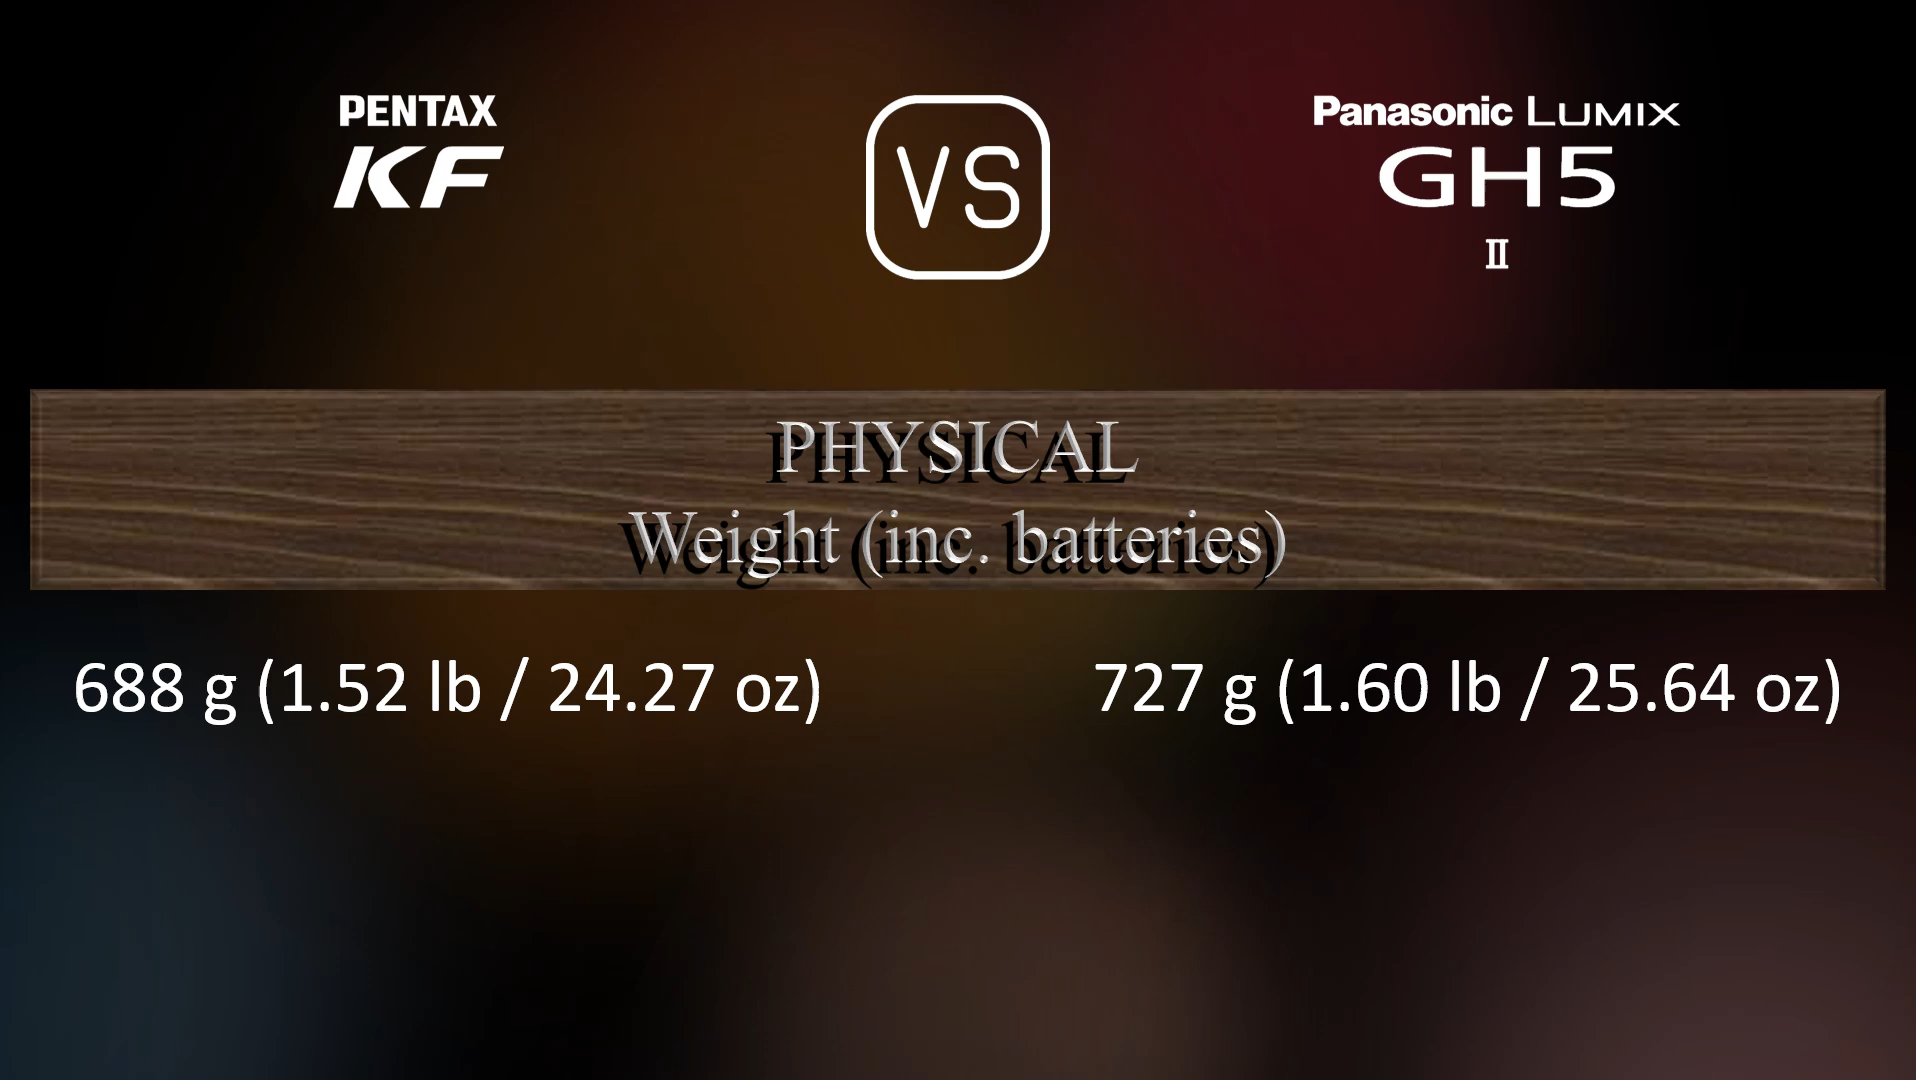 PENTAX
KF
VS
Panasonic LUMIX
GH5
II
PHYSICAL
Weight (inc. batteries)
688 g (1.52 lb / 24.27 oz)
727 g (1.60 lb / 25.64 oz)